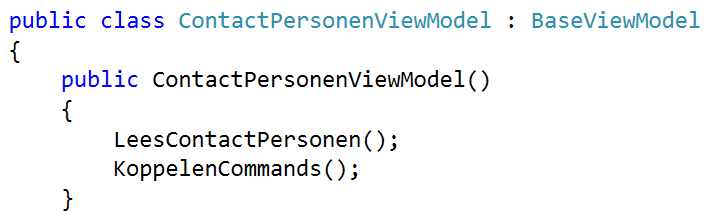 public class ContactPersonenViewModel : BaseViewModel
{
    public ContactPersonenViewModel()
    {
        LeesContactPersonen();
        KoppelenCommands();
    }